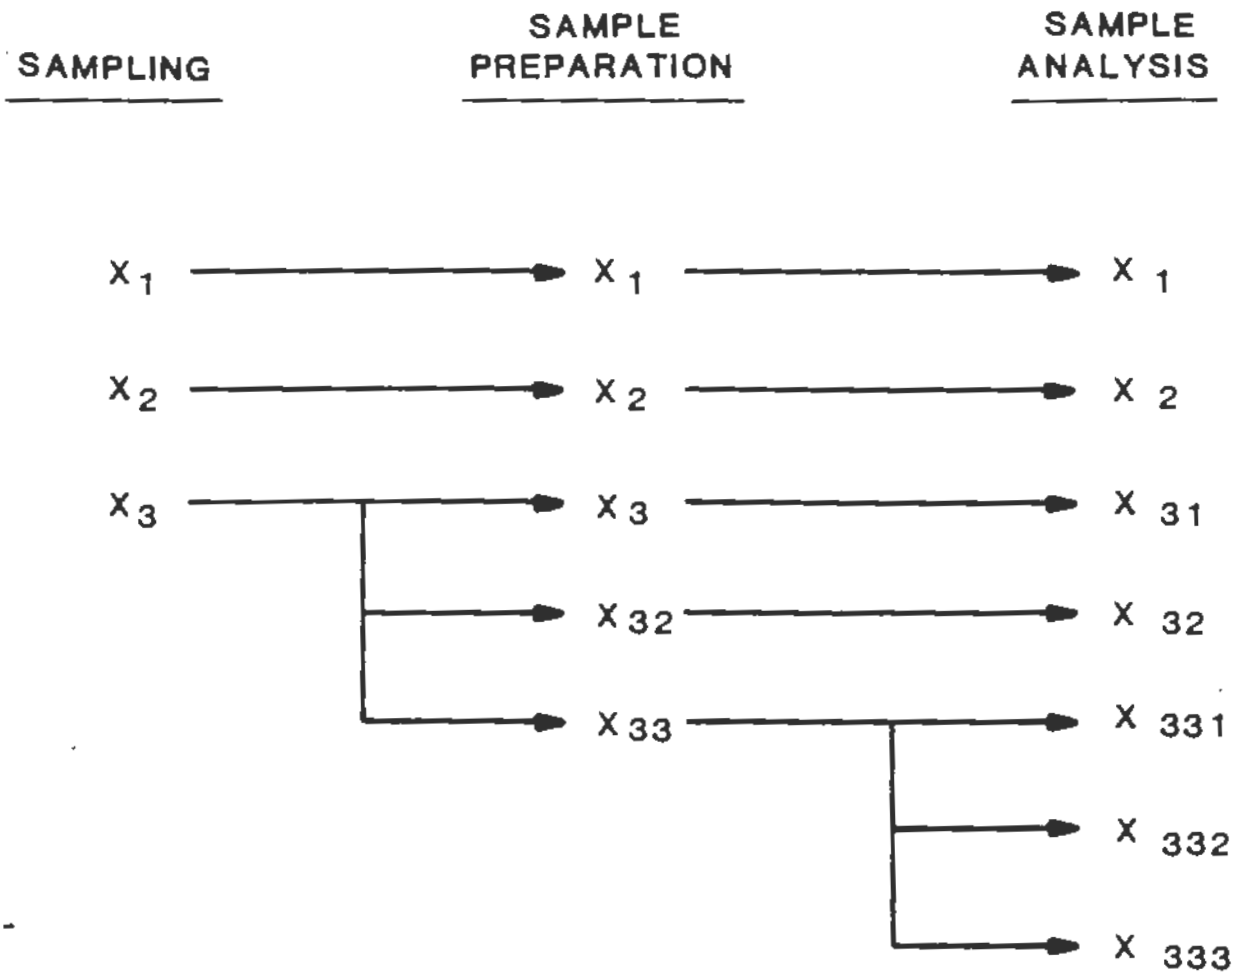 SAMPLING
SAMPLE
PREPARATION
SAMPLE
ANALYSIS
X 1 X 1 X 1
X 2 X 2 X 2
X 3 X 3 X 31
X 32 X 32
X 33 X 331
X 332
X 333